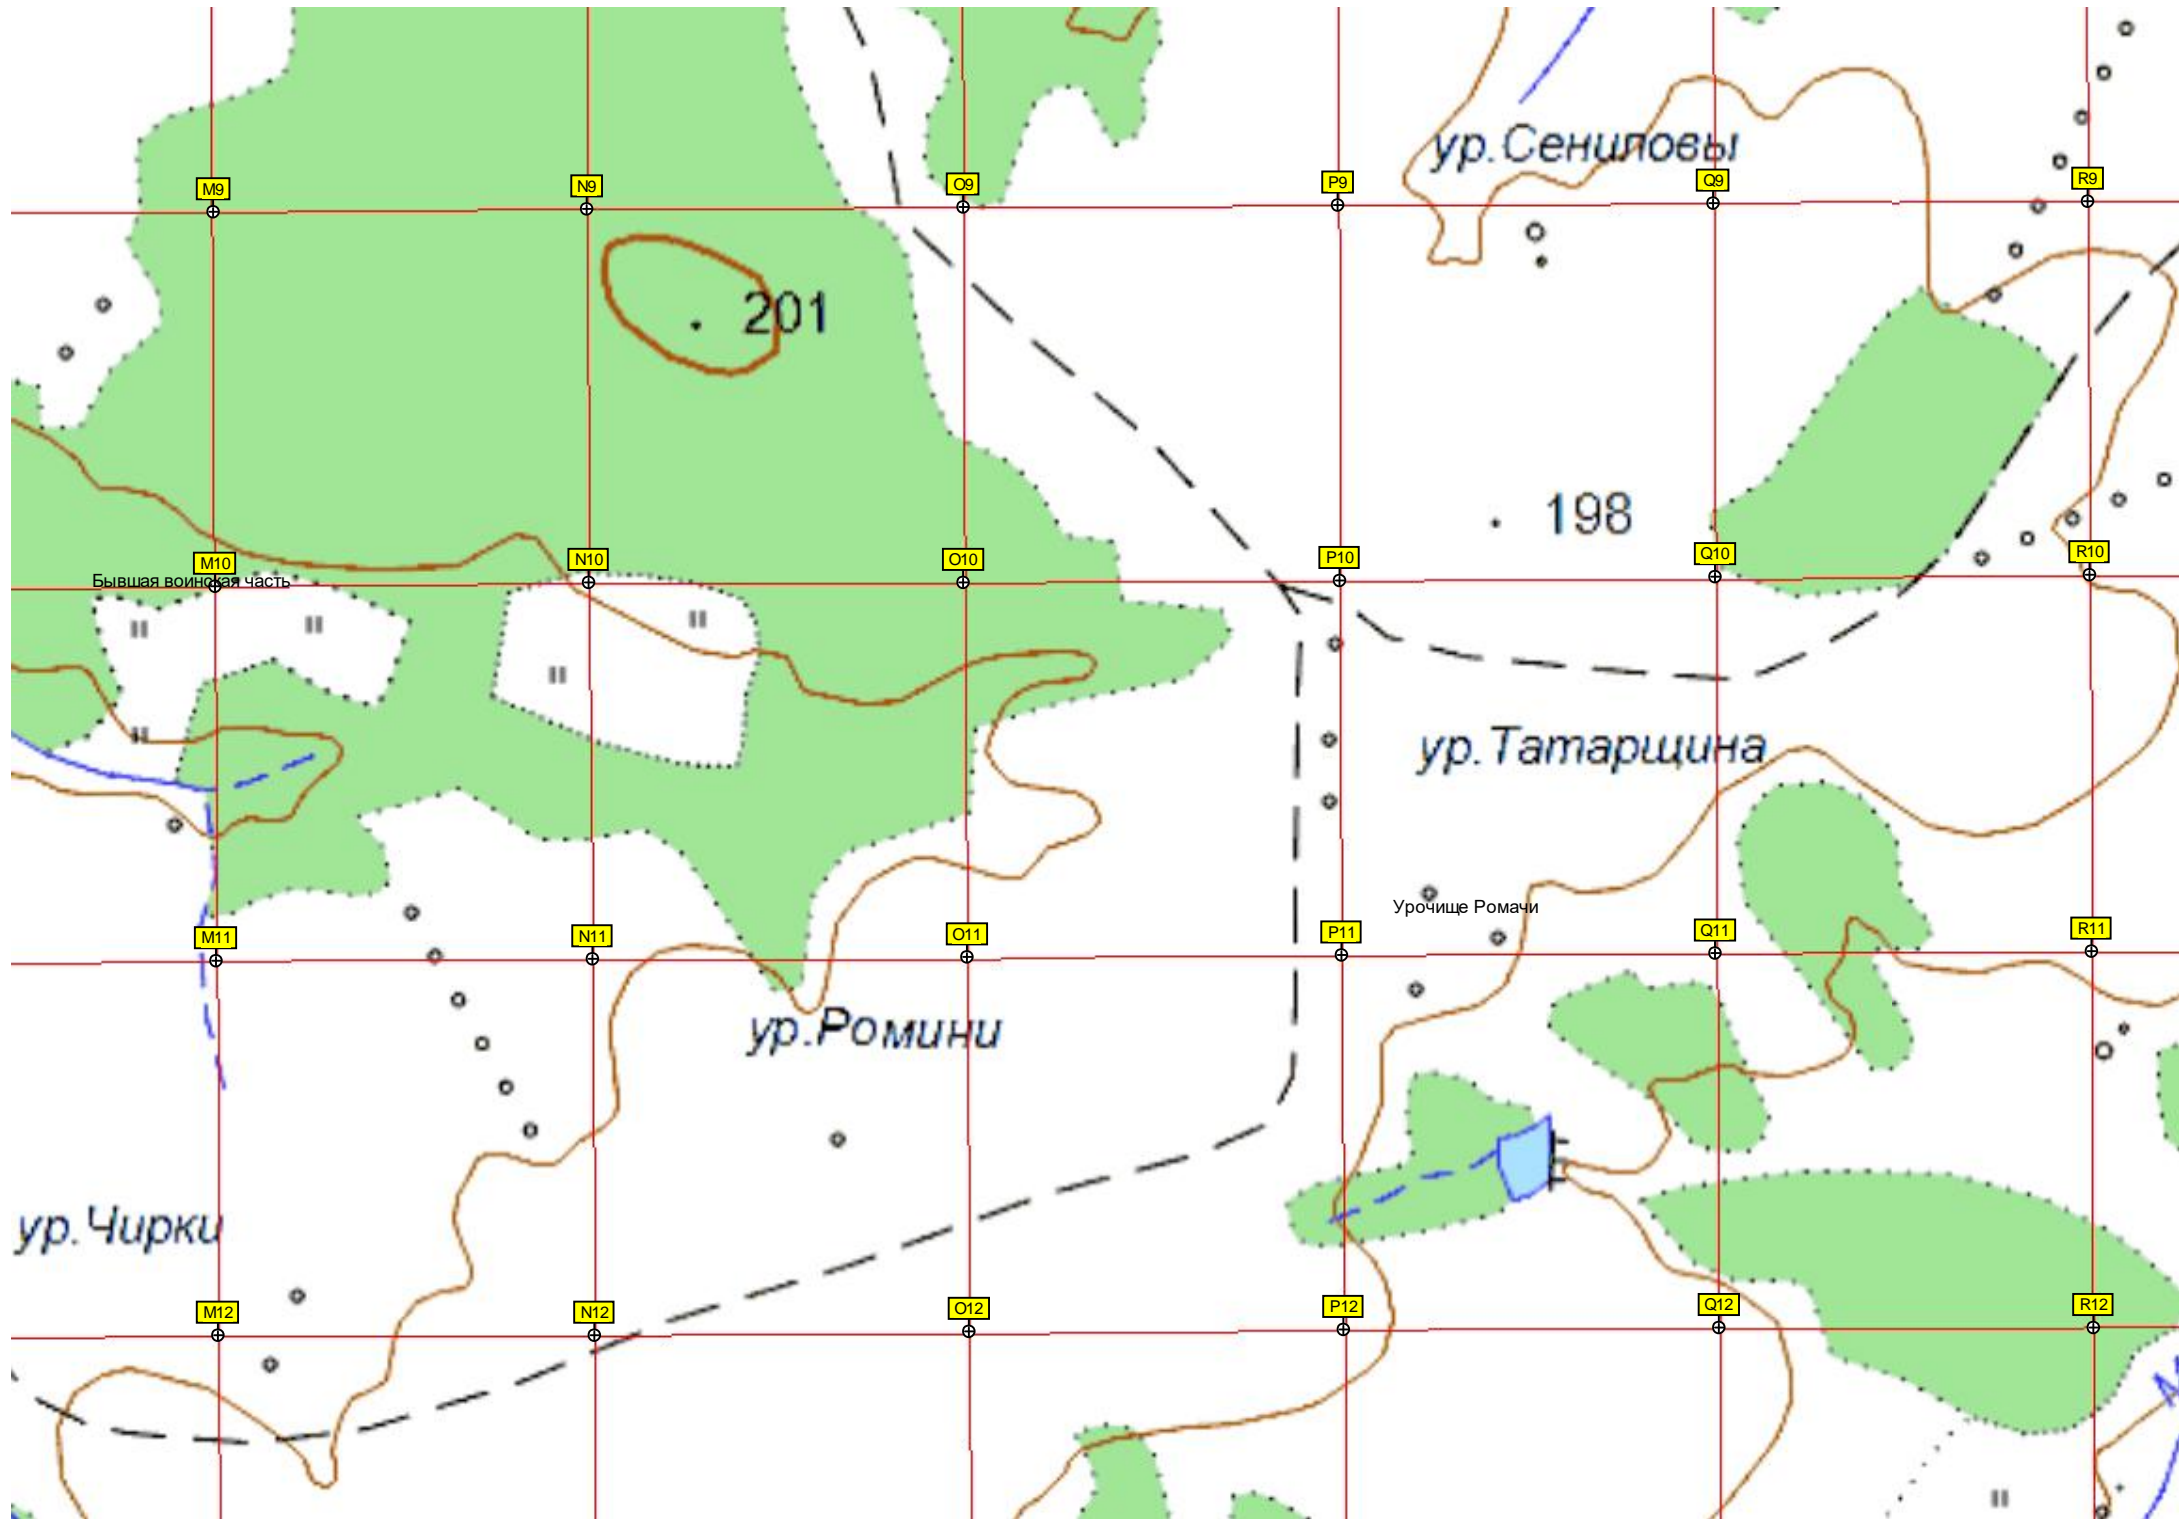 ур.Сениловы
M9 N9 O9 P9 Q9 R9
201
198
M10 N10 O10 P10 Q10 R10
Бывшая воинская часть
ур.Татарщина
Урочище Ромачи
M11 N11 O11 P11 Q11 R11
ур.Ромини
ур.Чирки
M12 N12 O12 P12 Q12 R12